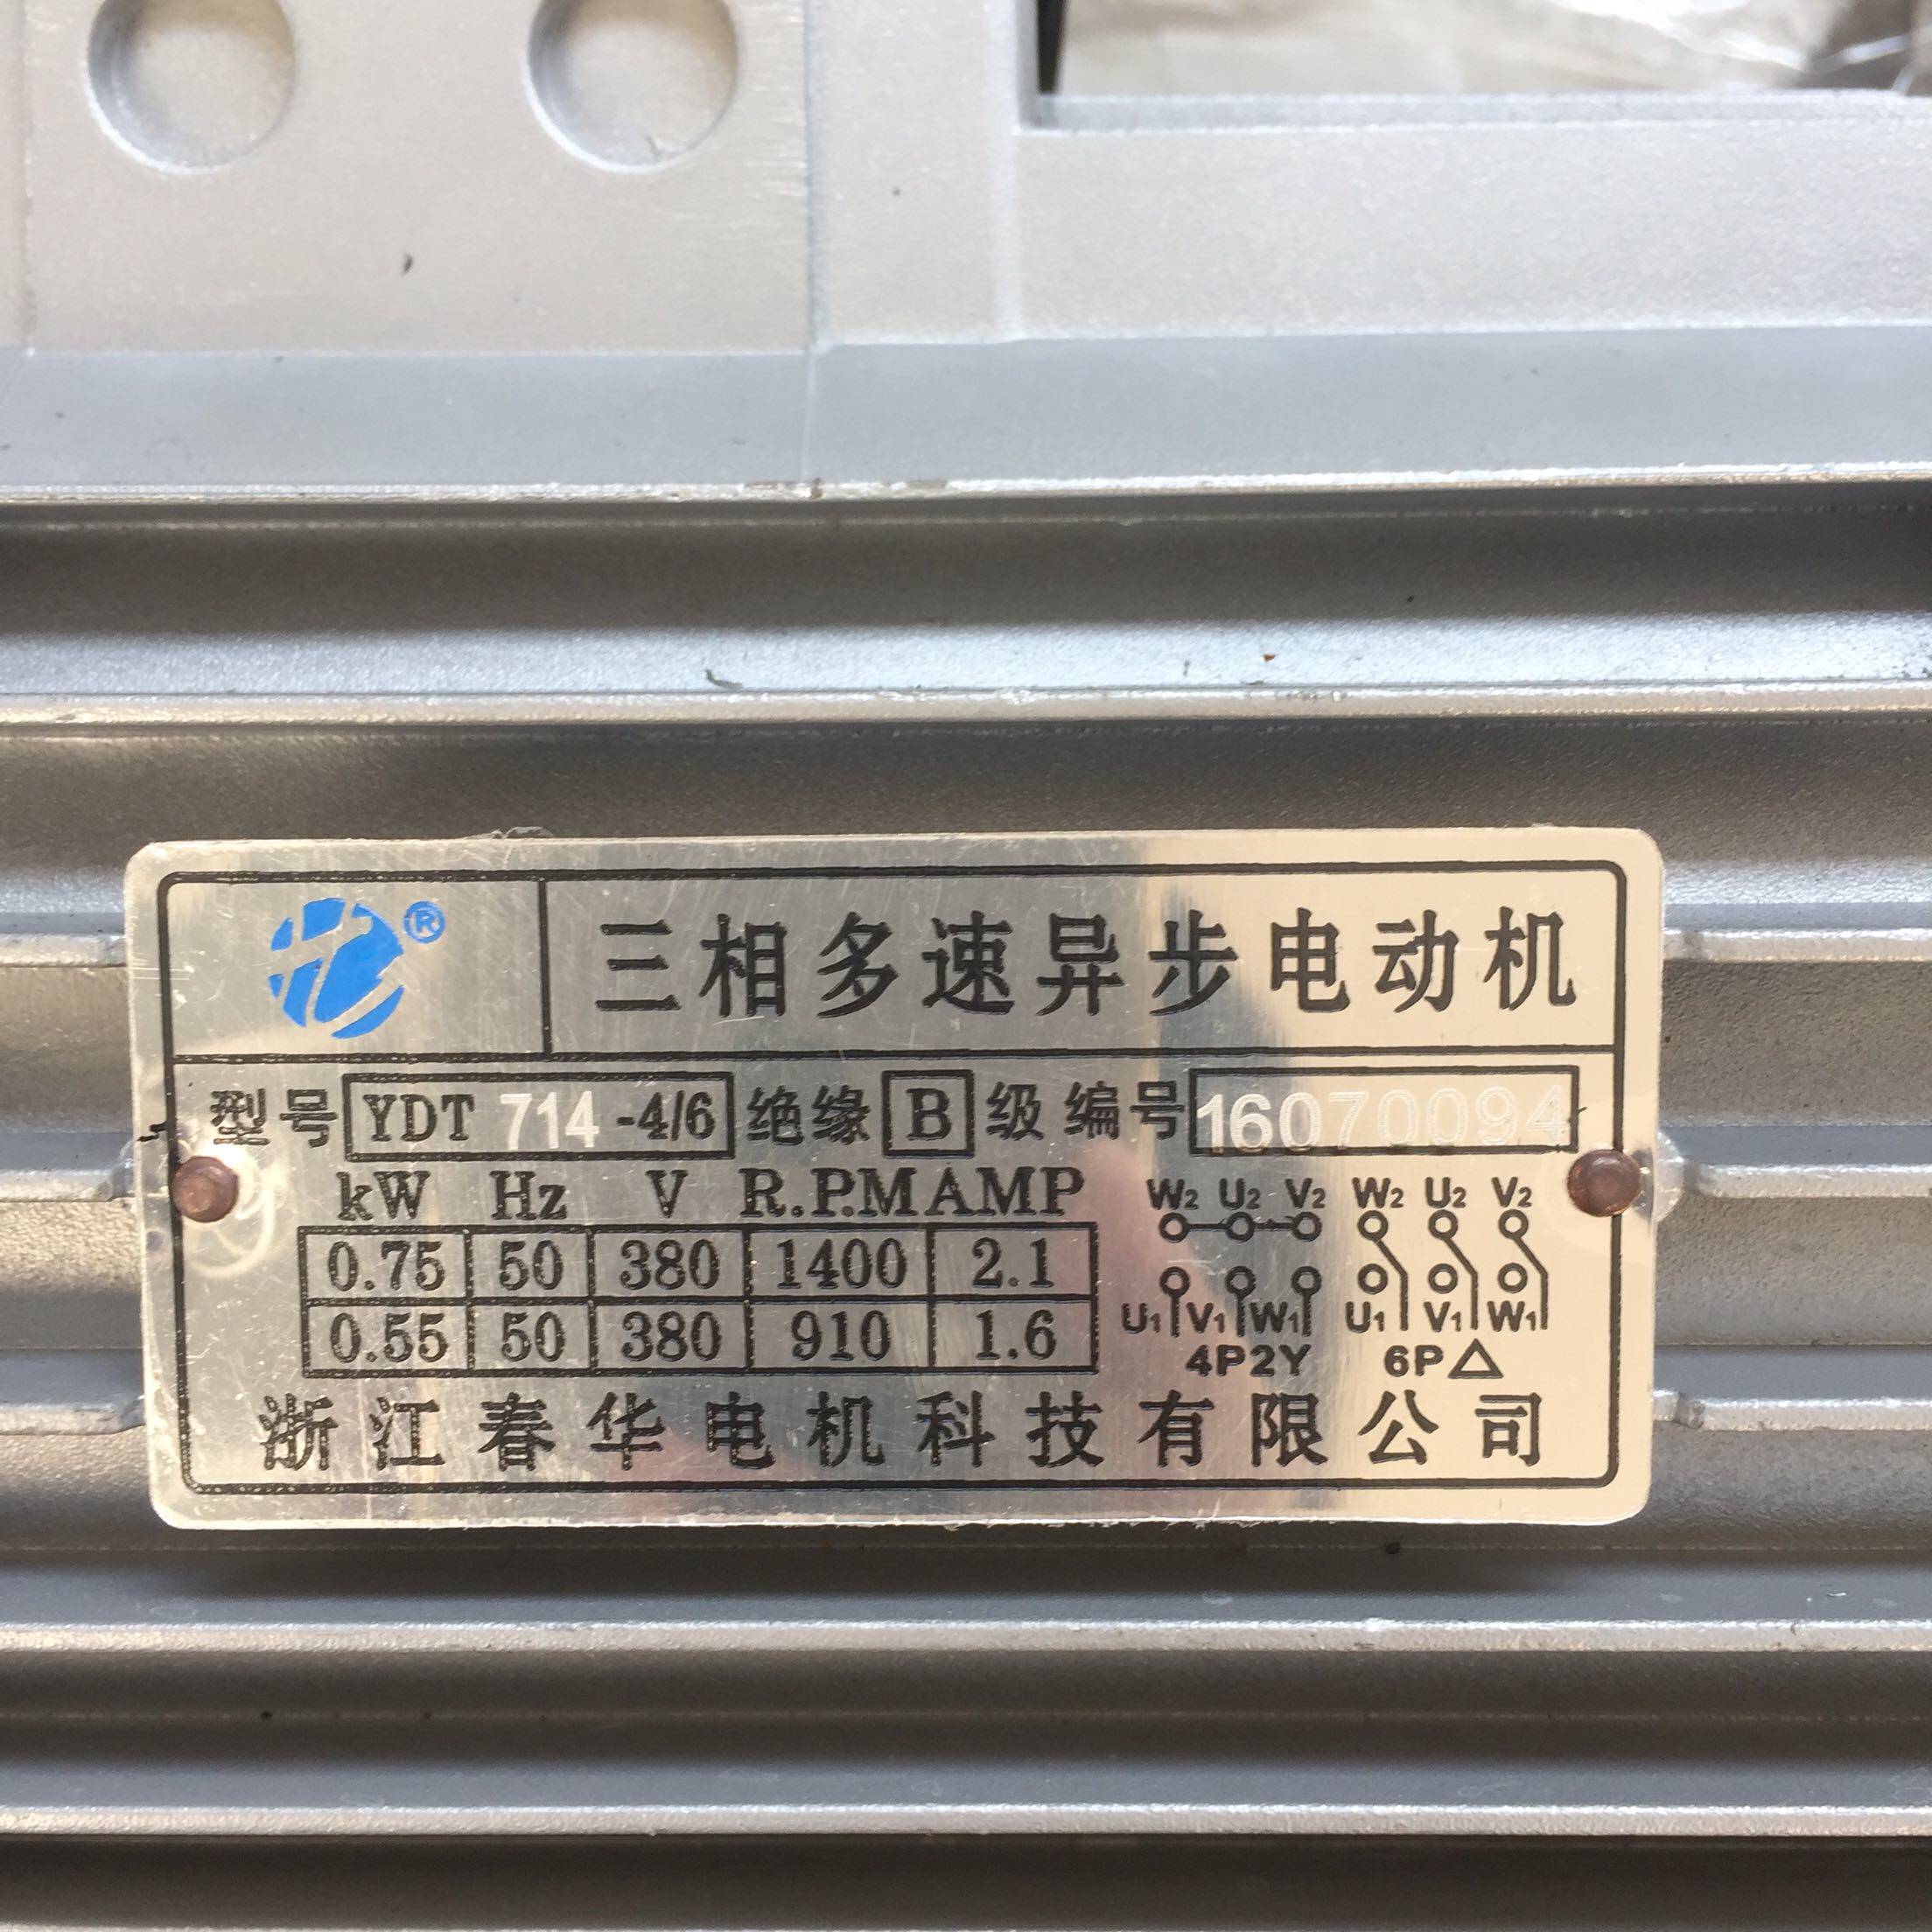 ®
三相多速异步电动机
型号 YDT 714 -4/6 绝缘 B 级 编号 16070094
kW Hz V R.P.M AMP
0.75 50 380 1400 2.1
0.55 50 380 910 1.6
W2 U2 V2 W2 U2 V2
U1 V1 W1 U1 V1 W1
4P2Y 6P△
浙江春华电机科技有限公司